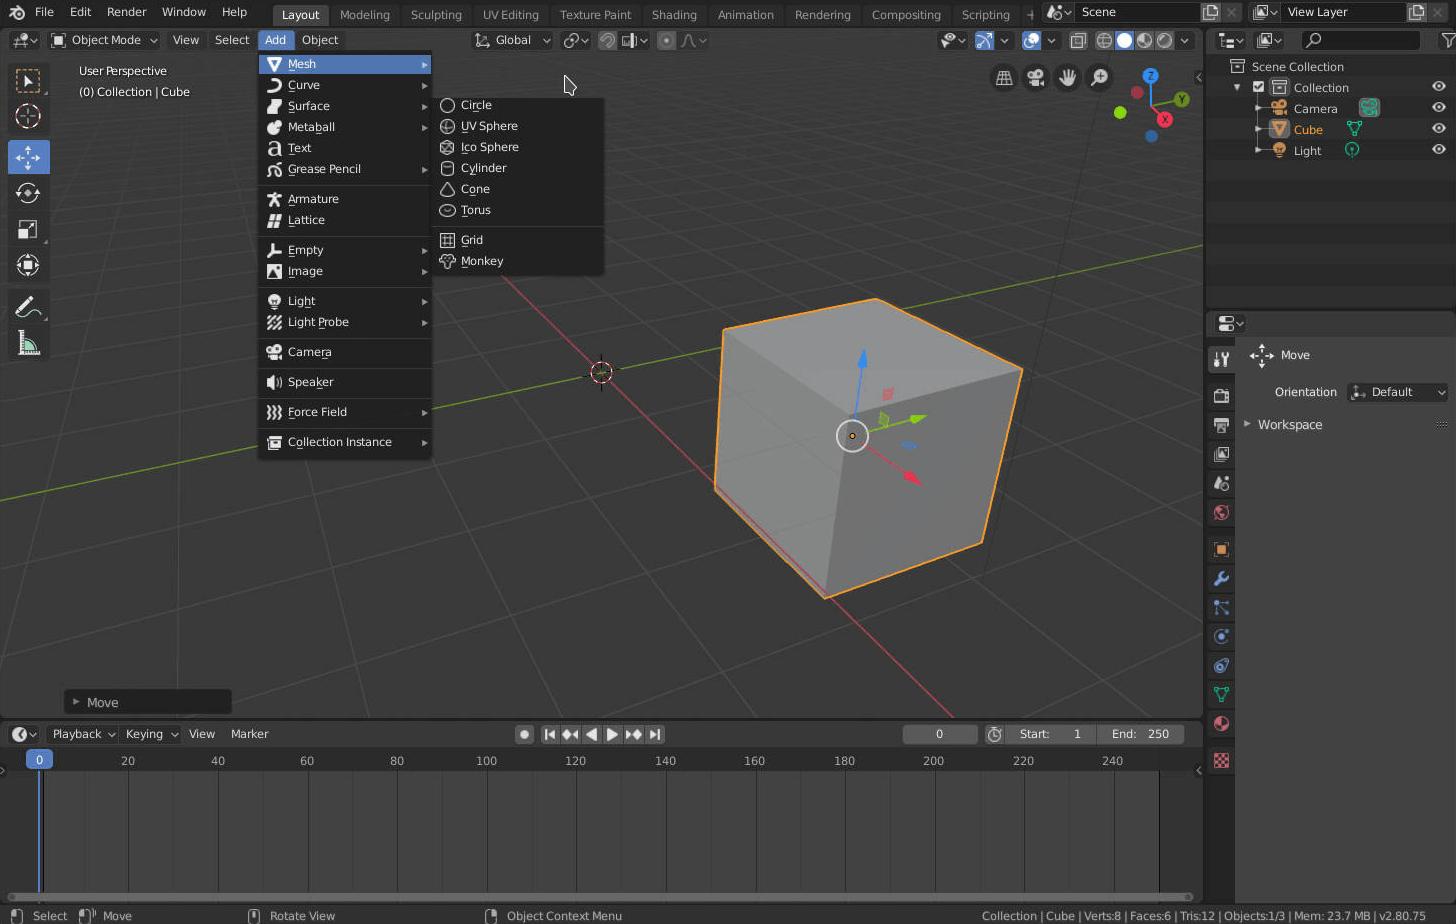 File Edit Render Window Help Layout Modeling Sculpting UV Editing Texture Paint Shading Animation Rendering Compositing Scripting + Scene View Layer
Object Mode View Select Add Object Global
User Perspective
(0) Collection | Cube
Mesh
Curve
Surface
Metaball
Text
Grease Pencil
Armature
Lattice
Empty
Image
Light
Light Probe
Camera
Speaker
Force Field
Collection Instance
Circle
UV Sphere
Ico Sphere
Cylinder
Cone
Torus
Grid
Monkey
Z
Y
X
Scene Collection
Collection
Camera
Cube
Light
Move
Orientation Default
Workspace
Move
Playback Keying View Marker 0 Start: 1 End: 250
0 20 40 60 80 100 120 140 160 180 200 220 240
Select Move Rotate View Object Context Menu Collection | Cube | Verts:8 | Faces:6 | Tris:12 | Objects:1/3 | Mem: 23.7 MB | v2.80.75